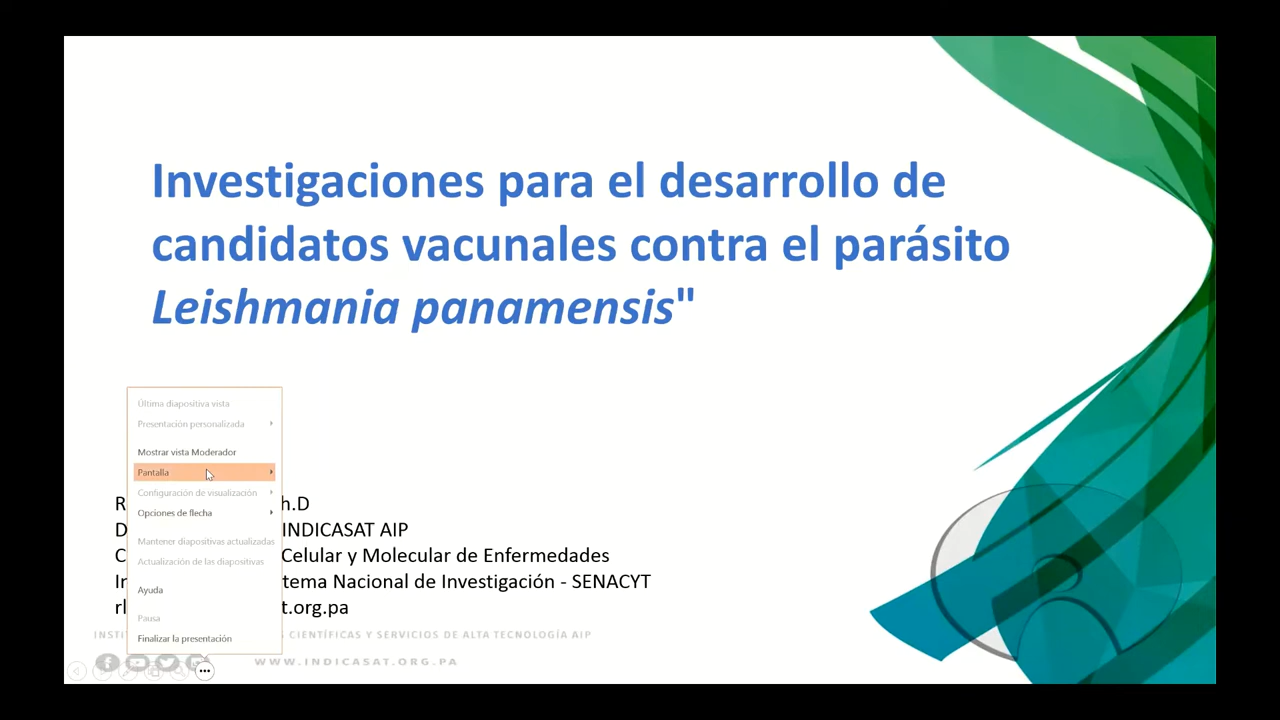 Investigaciones para el desarrollo de
candidatos vacunales contra el parásito
Leishmania panamensis"
Última diapositiva vista
Presentación personalizada
Mostrar vista Moderador
Pantalla
Configuración de visualización
Opciones de flecha
Mantener diapositivas actualizadas
Actualización de las diapositivas
Ayuda
Pausa
Finalizar la presentación
R h.D
D INDICASAT AIP
C Celular y Molecular de Enfermedades
In tema Nacional de Investigación - SENACYT
rl t.org.pa
INSTI CIENTÍFICAS Y SERVICIOS DE ALTA TECNOLOGÍA AIP
WWW.INDICASAT.ORG.PA